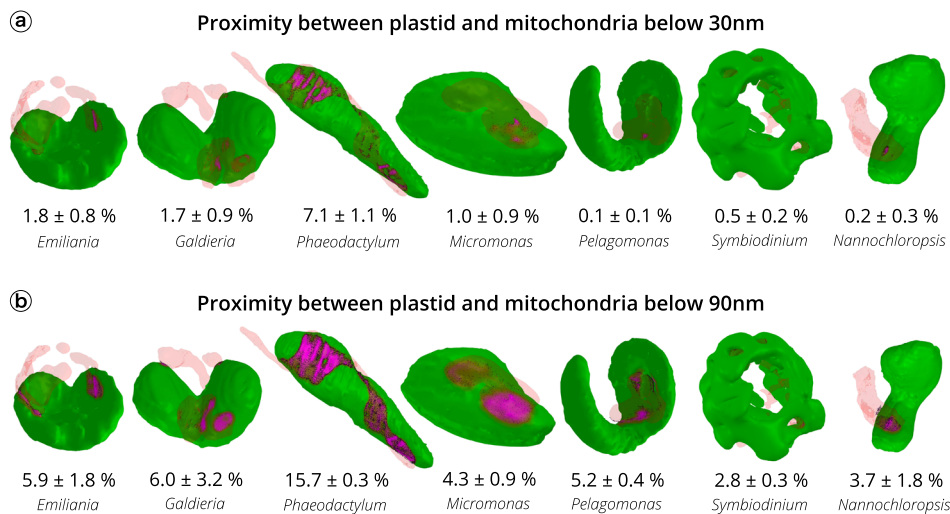 ⓐ Proximity between plastid and mitochondria below 30nm
1.8 ± 0.8 % 1.7 ± 0.9 % 7.1 ± 1.1 % 1.0 ± 0.9 % 0.1 ± 0.1 % 0.5 ± 0.2 % 0.2 ± 0.3 %
Emiliania Galdieria Phaeodactylum Micromonas Pelagomonas Symbiodinium Nannochloropsis
ⓑ Proximity between plastid and mitochondria below 90nm
5.9 ± 1.8 % 6.0 ± 3.2 % 15.7 ± 0.3 % 4.3 ± 0.9 % 5.2 ± 0.4 % 2.8 ± 0.3 % 3.7 ± 1.8 %
Emiliania Galdieria Phaeodactylum Micromonas Pelagomonas Symbiodinium Nannochloropsis